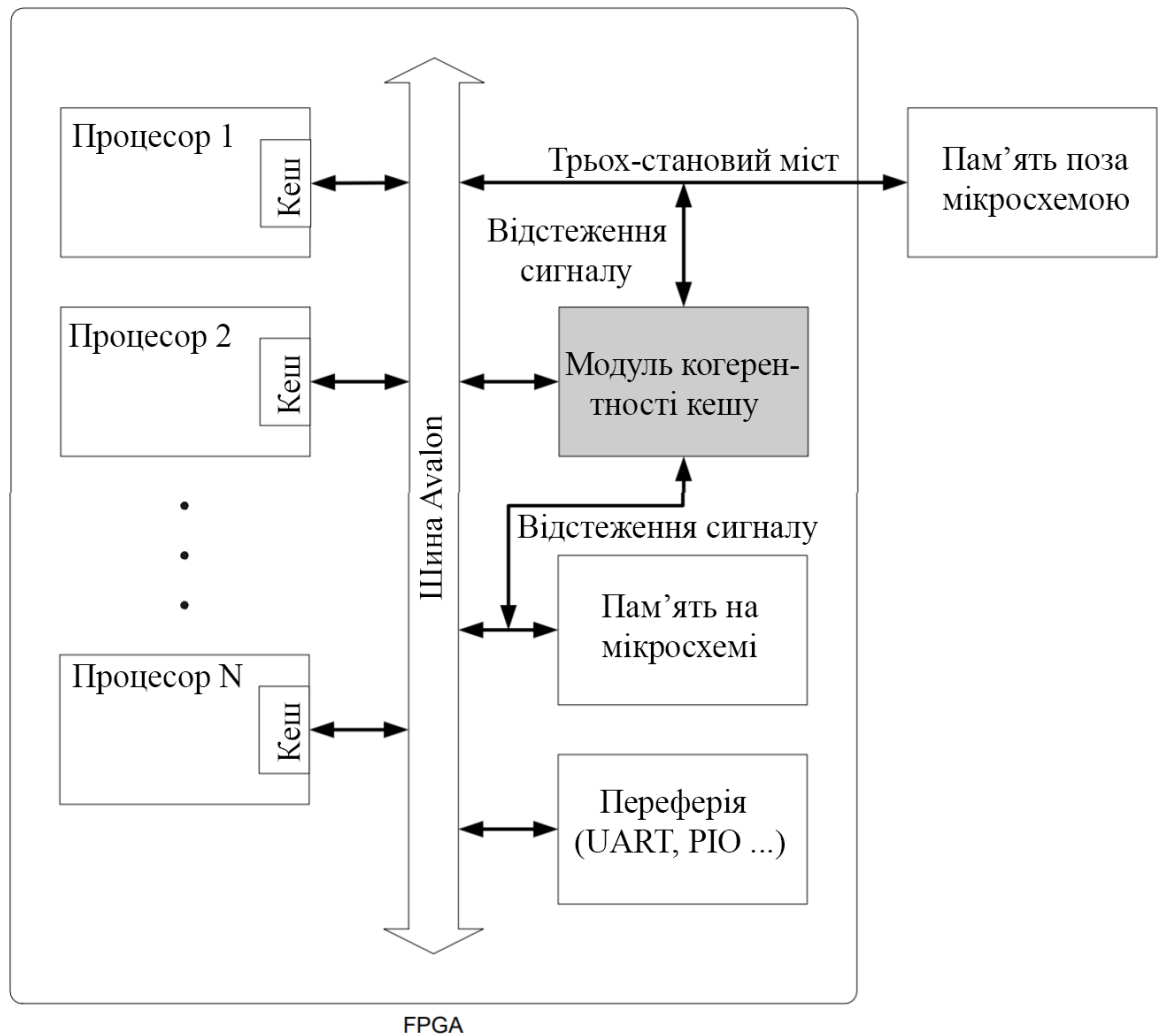 Процесор 1
Кеш
Трьох-становий міст
Пам’ять поза
мікросхемою
Відстеження
сигналу
Процесор 2
Кеш
Модуль когерен-
тності кешу
Шина Avalon
Відстеження сигналу
Пам’ять на
мікросхемі
Процесор N
Кеш
Переферія
(UART, PIO ...)
FPGA